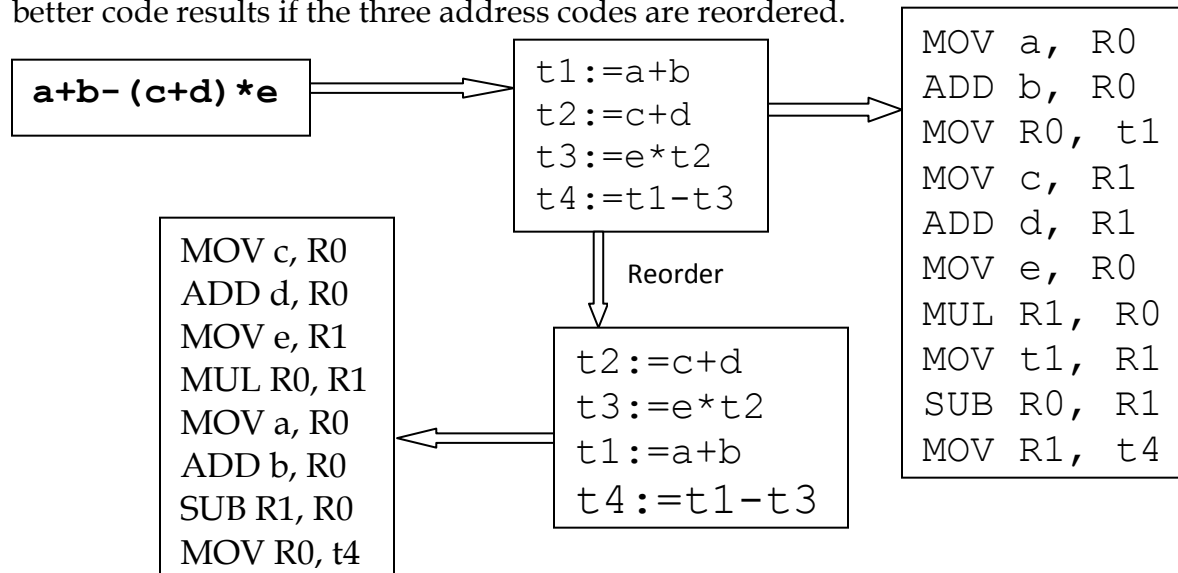 better code results if the three address codes are reordered.
a+b-(c+d)*e
t1:=a+b
t2:=c+d
t3:=e*t2
t4:=t1-t3
MOV a, R0
ADD b, R0
MOV R0, t1
MOV c, R1
ADD d, R1
MOV e, R0
MUL R1, R0
MOV t1, R1
SUB R0, R1
MOV R1, t4
Reorder
t2:=c+d
t3:=e*t2
t1:=a+b
t4:=t1-t3
MOV c, R0
ADD d, R0
MOV e, R1
MUL R0, R1
MOV a, R0
ADD b, R0
SUB R1, R0
MOV R0, t4